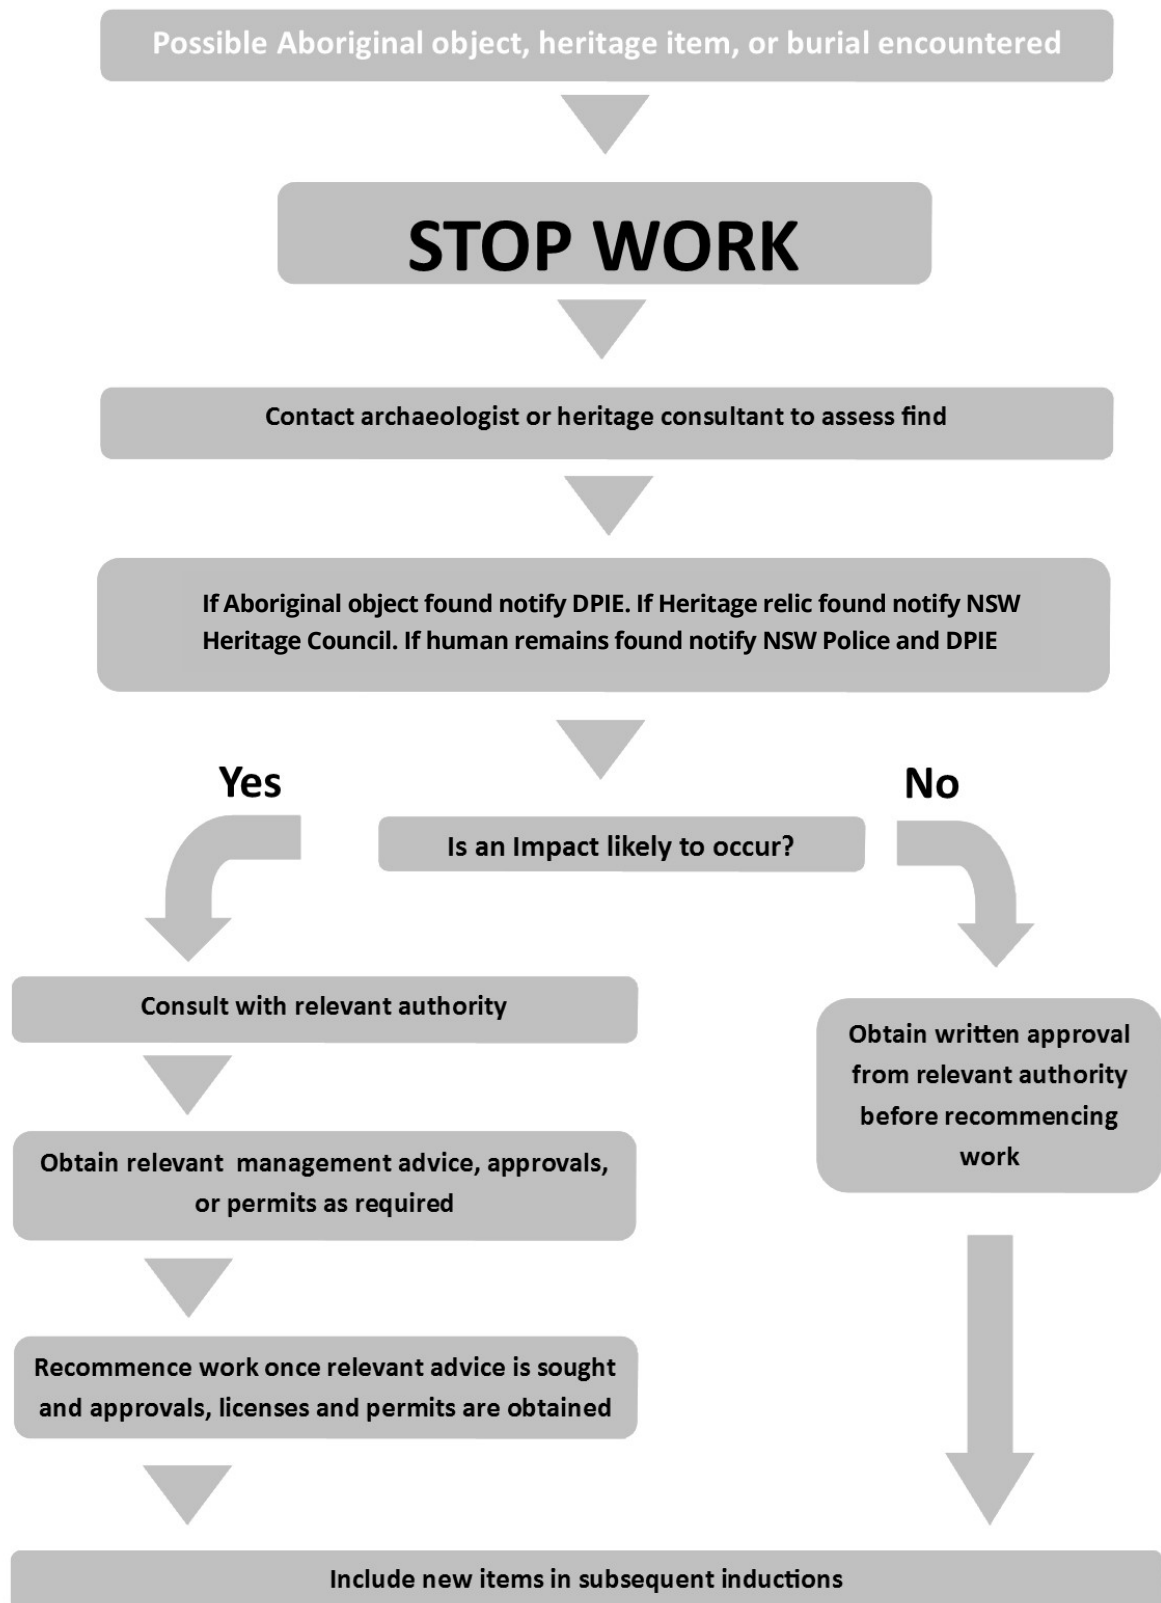 Possible Aboriginal object, heritage item, or burial encountered
STOP WORK
Contact archaeologist or heritage consultant to assess find
If Aboriginal object found notify DPIE. If Heritage relic found notify NSW
Heritage Council. If human remains found notify NSW Police and DPIE
Yes
No
Is an Impact likely to occur?
Consult with relevant authority
Obtain written approval
from relevant authority
before recommencing
work
Obtain relevant management advice, approvals,
or permits as required
Recommence work once relevant advice is sought
and approvals, licenses and permits are obtained
Include new items in subsequent inductions